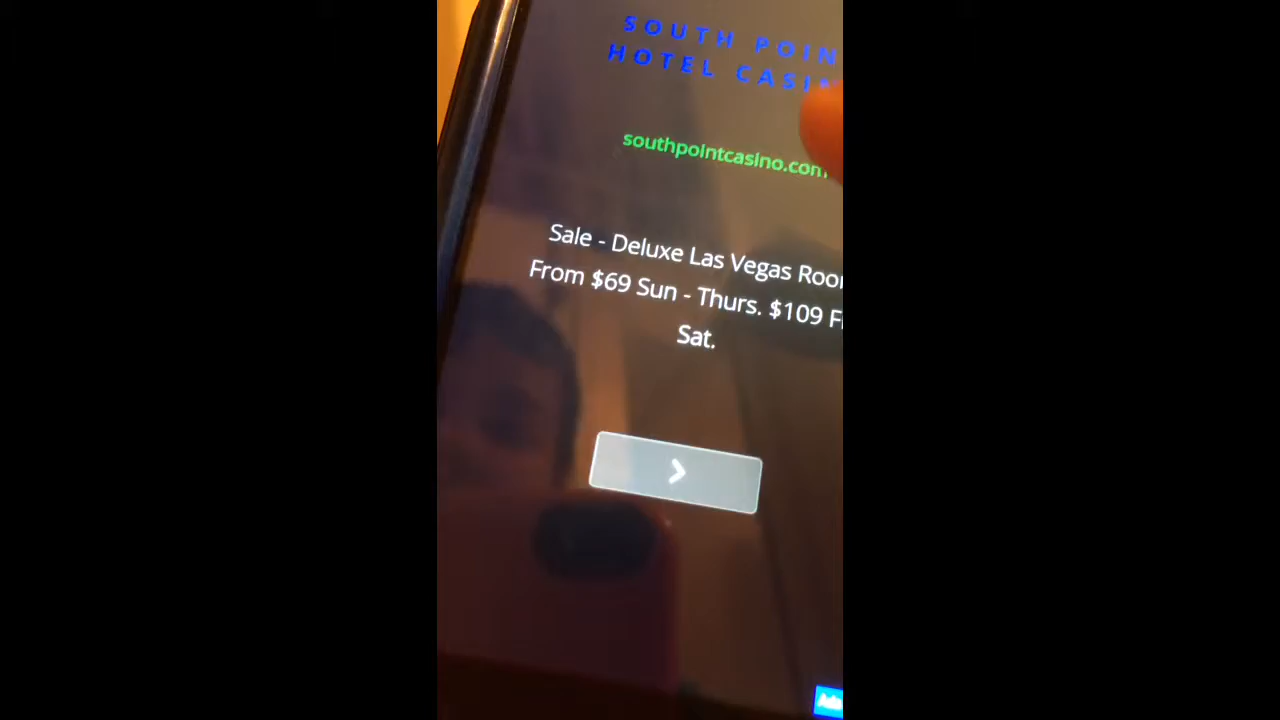 SOUTH POIN
HOTEL CASI
southpointcasino.com
Sale - Deluxe Las Vegas Roo
From $69 Sun - Thurs. $109 F
Sat.